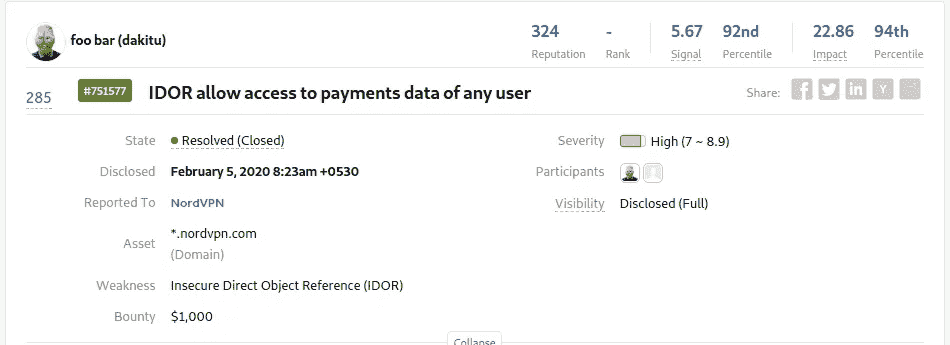 foo bar (dakitu)
324 - 5.67 92nd 22.86 94th
Reputation Rank Signal Percentile Impact Percentile
285 #751577 IDOR allow access to payments data of any user Share:
State Resolved (Closed) Severity High (7 ~ 8.9)
Disclosed February 5, 2020 8:23am +0530 Participants
Reported To NordVPN Visibility Disclosed (Full)
Asset *.nordvpn.com
(Domain)
Weakness Insecure Direct Object Reference (IDOR)
Bounty $1,000
Collapse